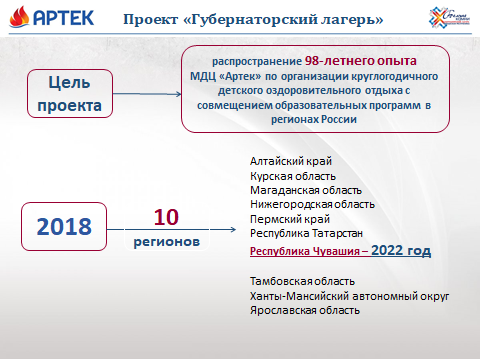 АРТЕК
Проект «Губернаторский лагерь»
Цель
проекта
распространение 98-летнего опыта
МДЦ «Артек» по организации круглогодичного
детского оздоровительного отдыха с
совмещением образовательных программ в
регионах России
2018
10
регионов
Алтайский край
Курская область
Магаданская область
Нижегородская область
Пермский край
Республика Татарстан
Республика Чувашия – 2022 год
Тамбовская область
Ханты-Мансийский автономный округ
Ярославская область